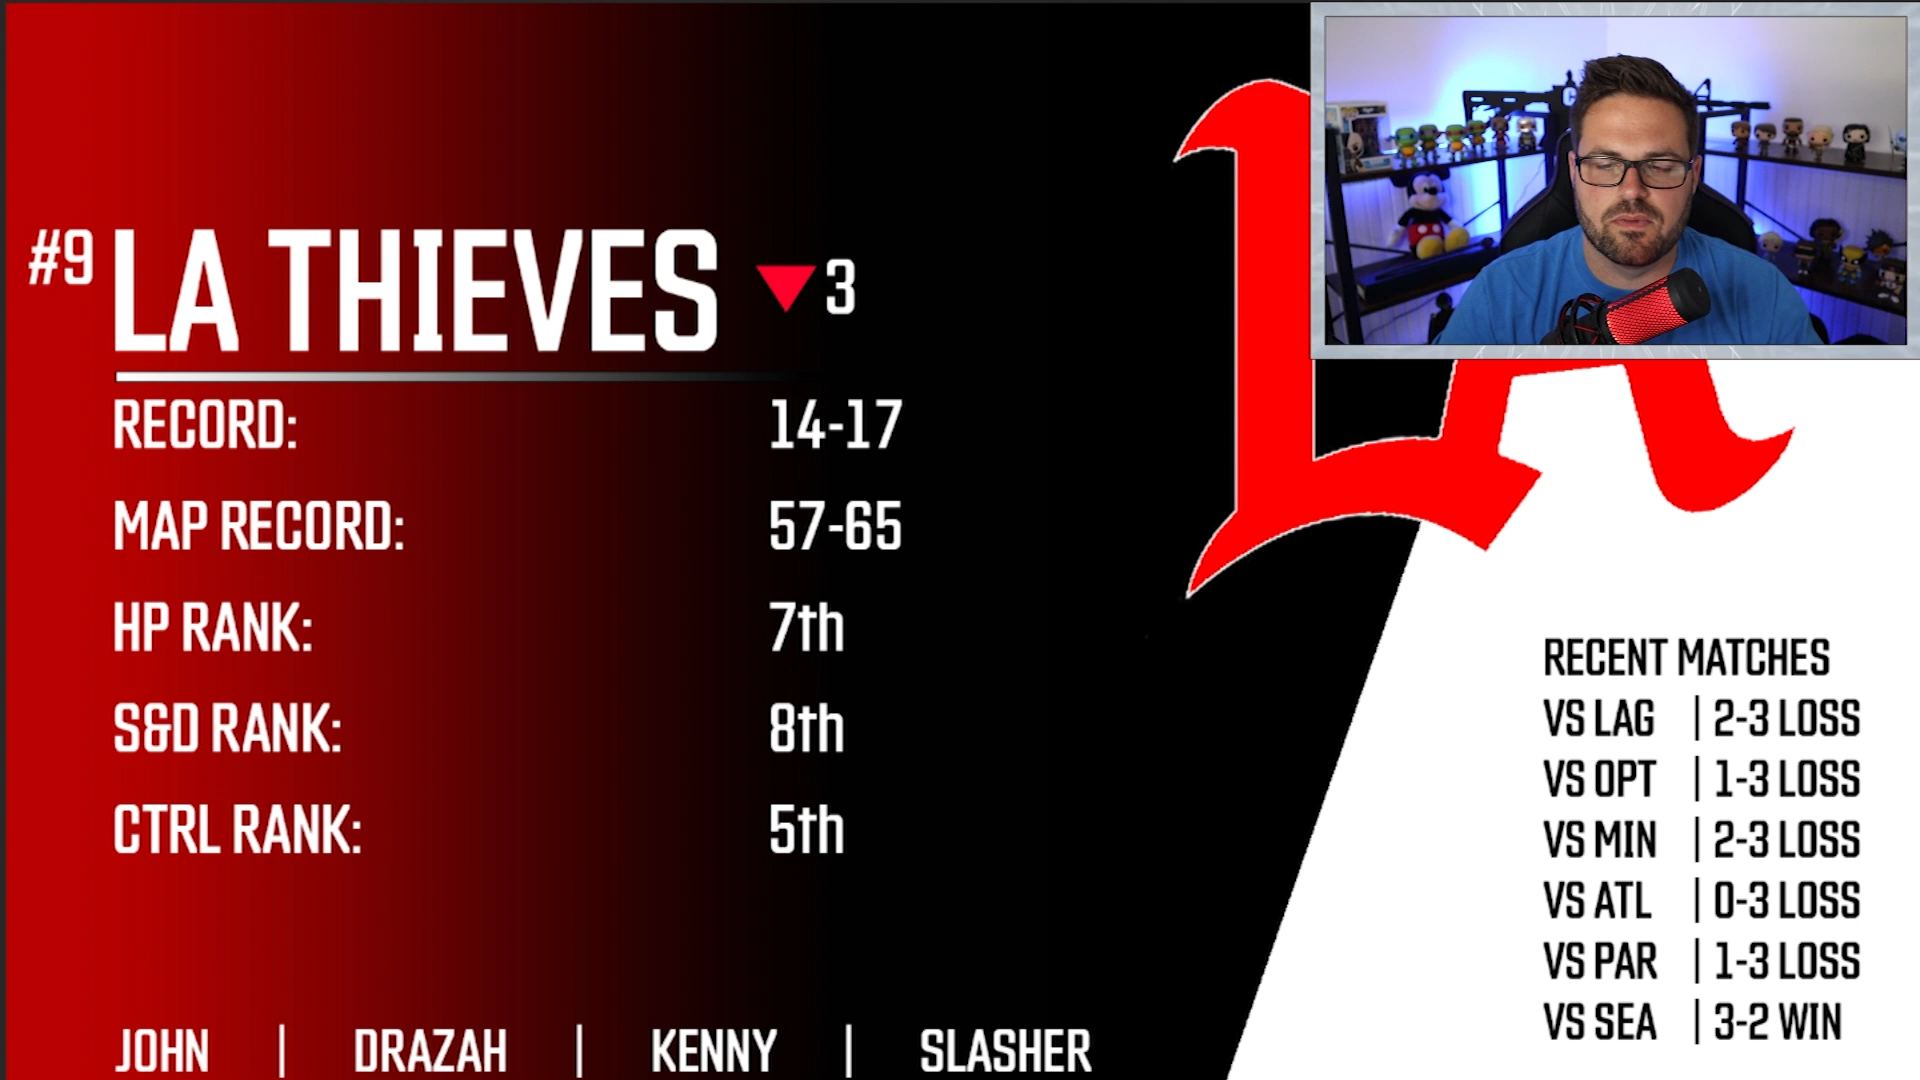 #9 LA THIEVES ▼3
RECORD: 14-17
MAP RECORD: 57-65
HP RANK: 7th
S&D RANK: 8th
CTRL RANK: 5th
JOHN | DRAZAH | KENNY | SLASHER
LA
RECENT MATCHES
VS LAG | 2-3 LOSS
VS OPT | 1-3 LOSS
VS MIN | 2-3 LOSS
VS ATL | 0-3 LOSS
VS PAR | 1-3 LOSS
VS SEA | 3-2 WIN